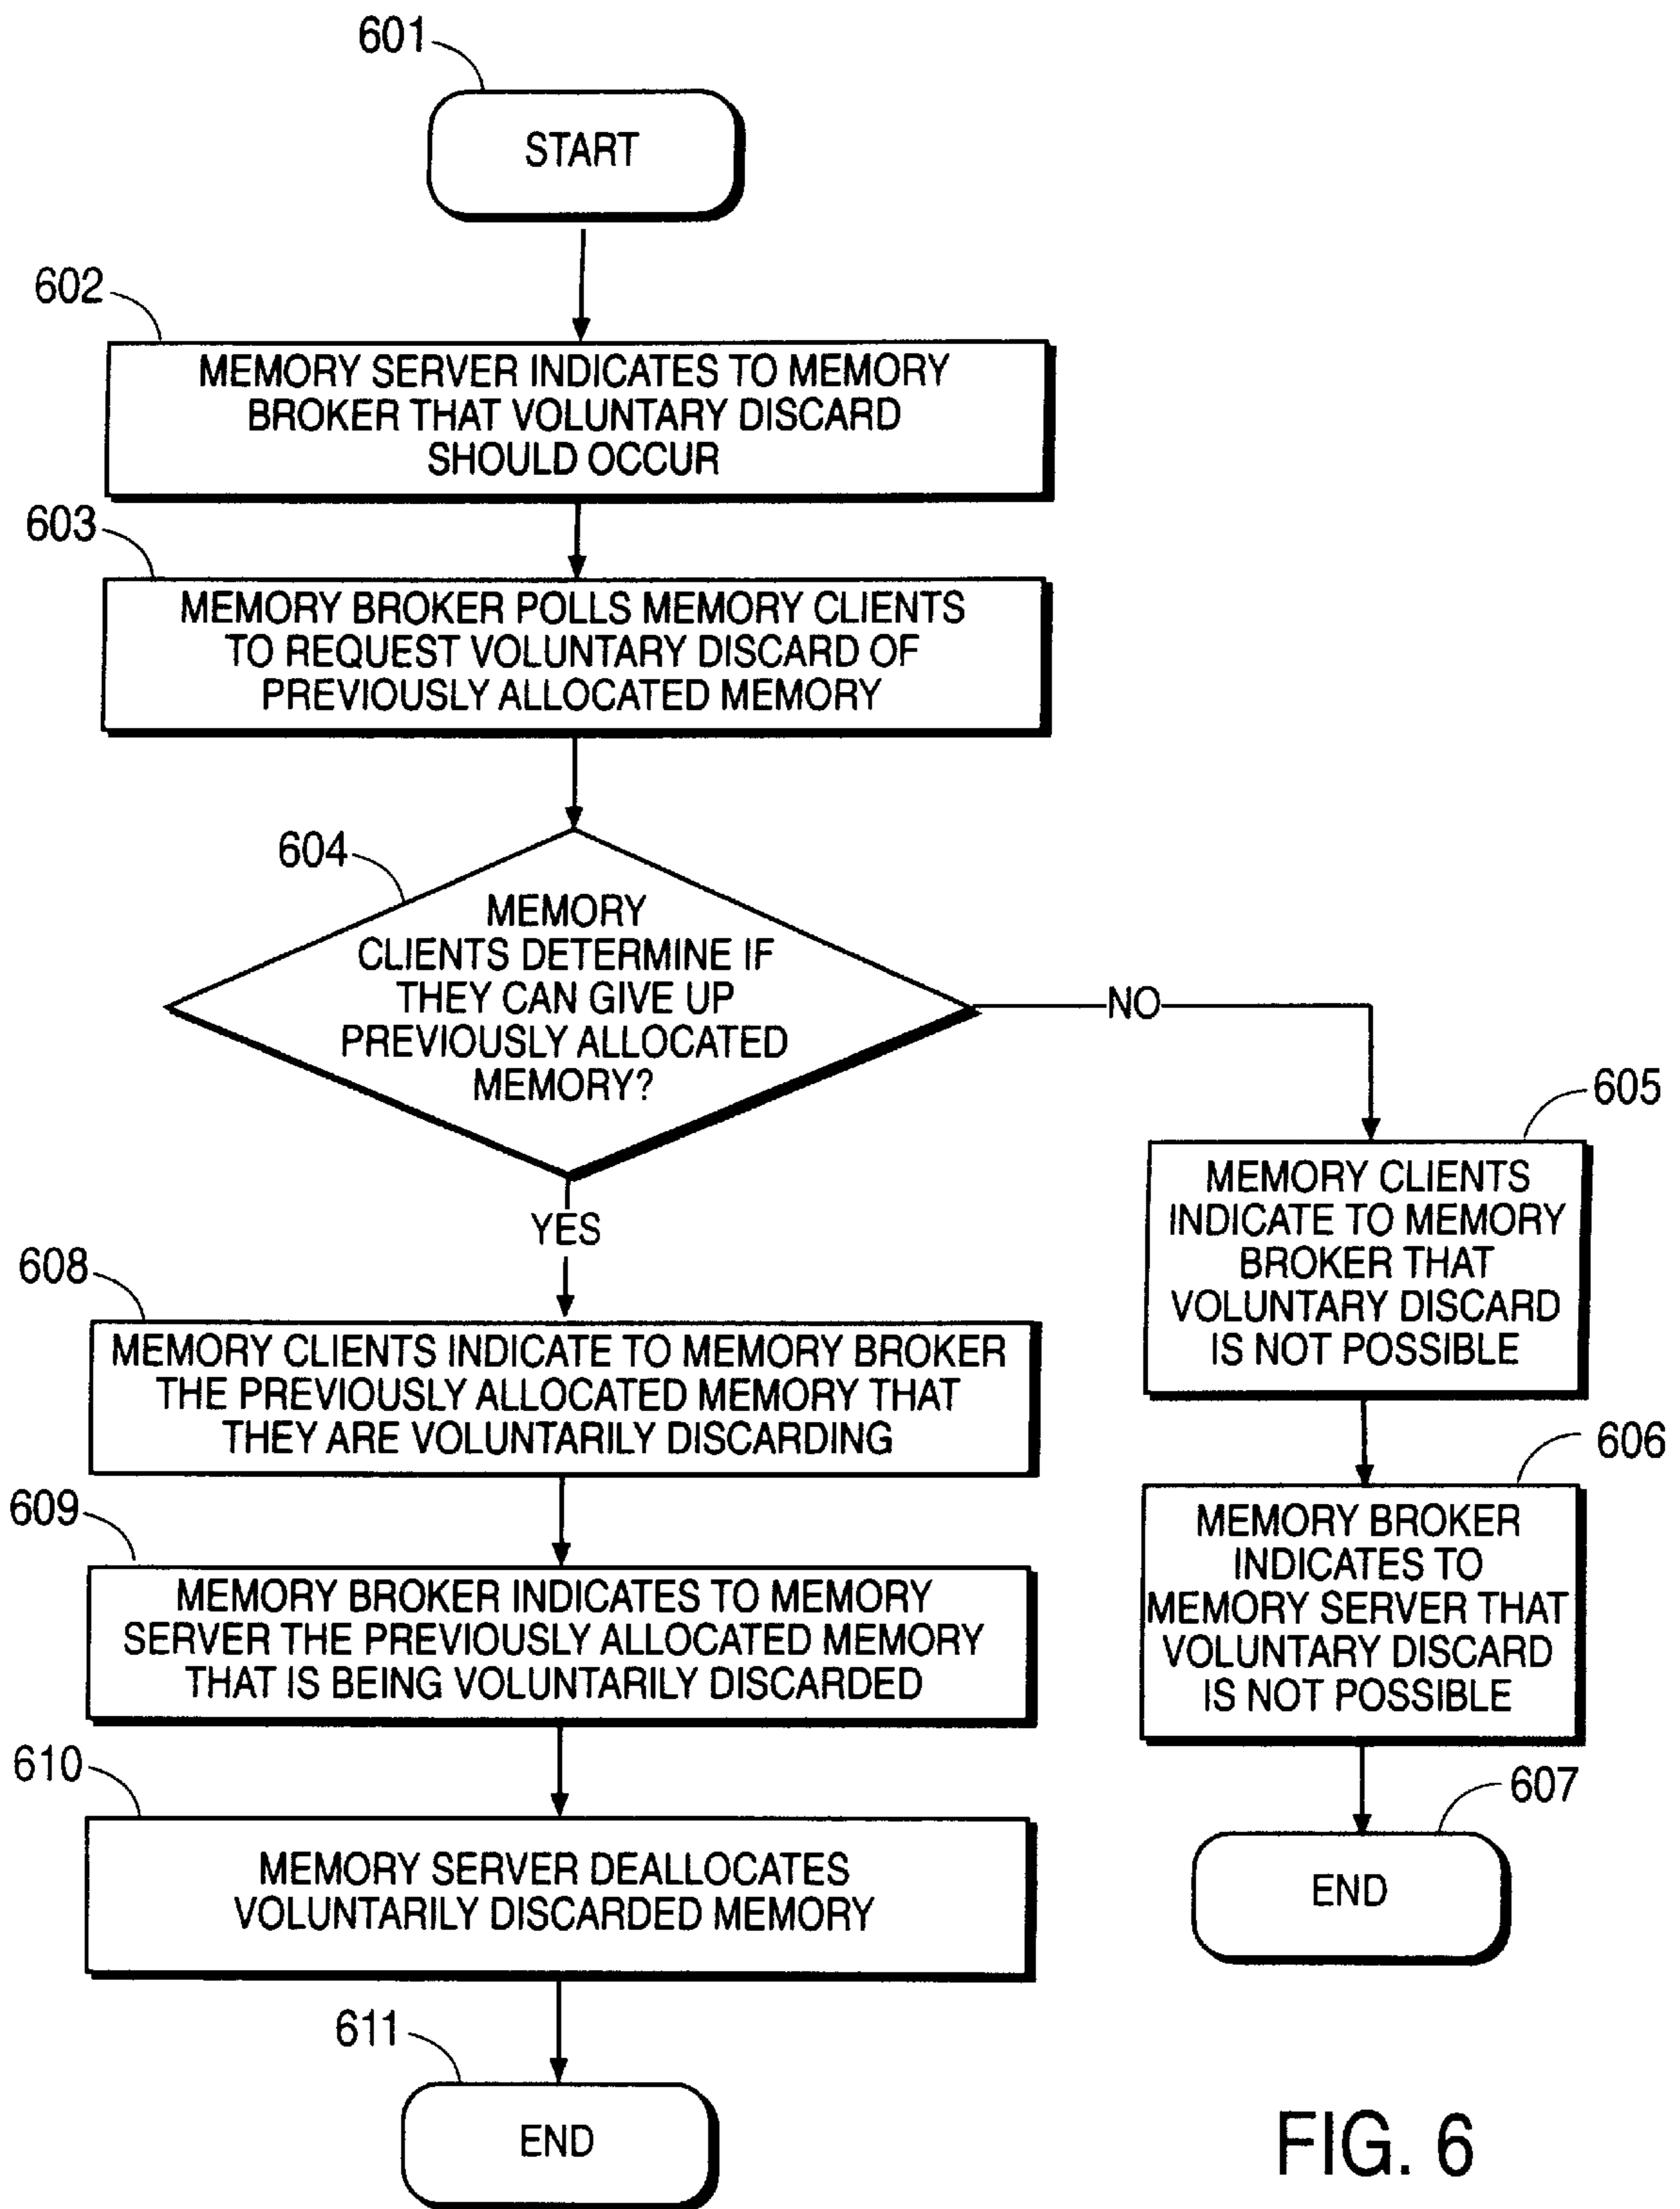 601
START
602
MEMORY SERVER INDICATES TO MEMORY
BROKER THAT VOLUNTARY DISCARD
SHOULD OCCUR
603
MEMORY BROKER POLLS MEMORY CLIENTS
TO REQUEST VOLUNTARY DISCARD OF
PREVIOUSLY ALLOCATED MEMORY
604
MEMORY
CLIENTS DETERMINE IF
THEY CAN GIVE UP
PREVIOUSLY ALLOCATED
MEMORY?
NO
605
MEMORY CLIENTS
INDICATE TO MEMORY
BROKER THAT
VOLUNTARY DISCARD
IS NOT POSSIBLE
606
MEMORY BROKER
INDICATES TO
MEMORY SERVER THAT
VOLUNTARY DISCARD
IS NOT POSSIBLE
607
END
YES
608
MEMORY CLIENTS INDICATE TO MEMORY BROKER
THE PREVIOUSLY ALLOCATED MEMORY THAT
THEY ARE VOLUNTARILY DISCARDING
609
MEMORY BROKER INDICATES TO MEMORY
SERVER THE PREVIOUSLY ALLOCATED MEMORY
THAT IS BEING VOLUNTARILY DISCARDED
610
MEMORY SERVER DEALLOCATES
VOLUNTARILY DISCARDED MEMORY
611
END
FIG. 6